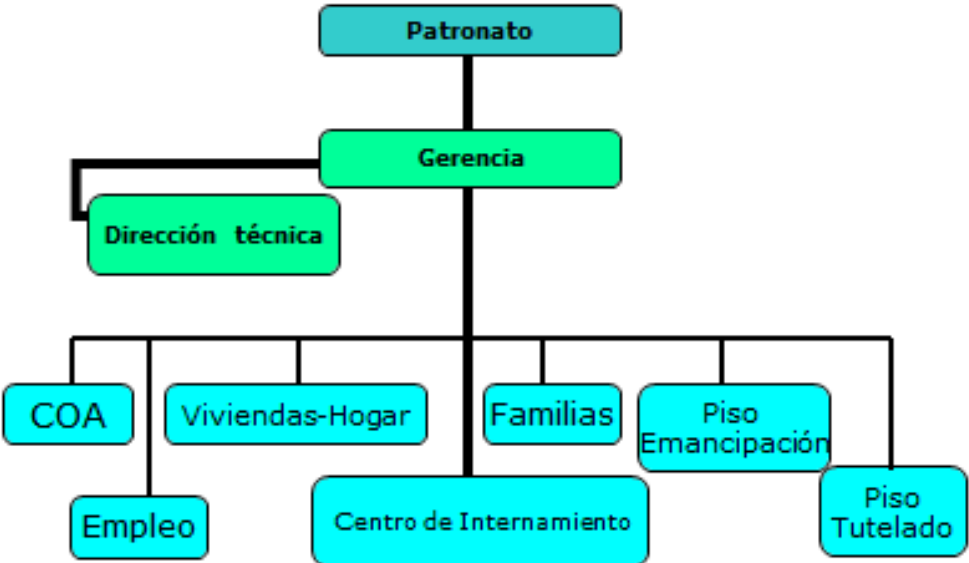 Patronato
Gerencia
Dirección técnica
COA
Viviendas-Hogar
Familias
Piso
Emancipación
Empleo
Centro de Internamiento
Piso
Tutelado